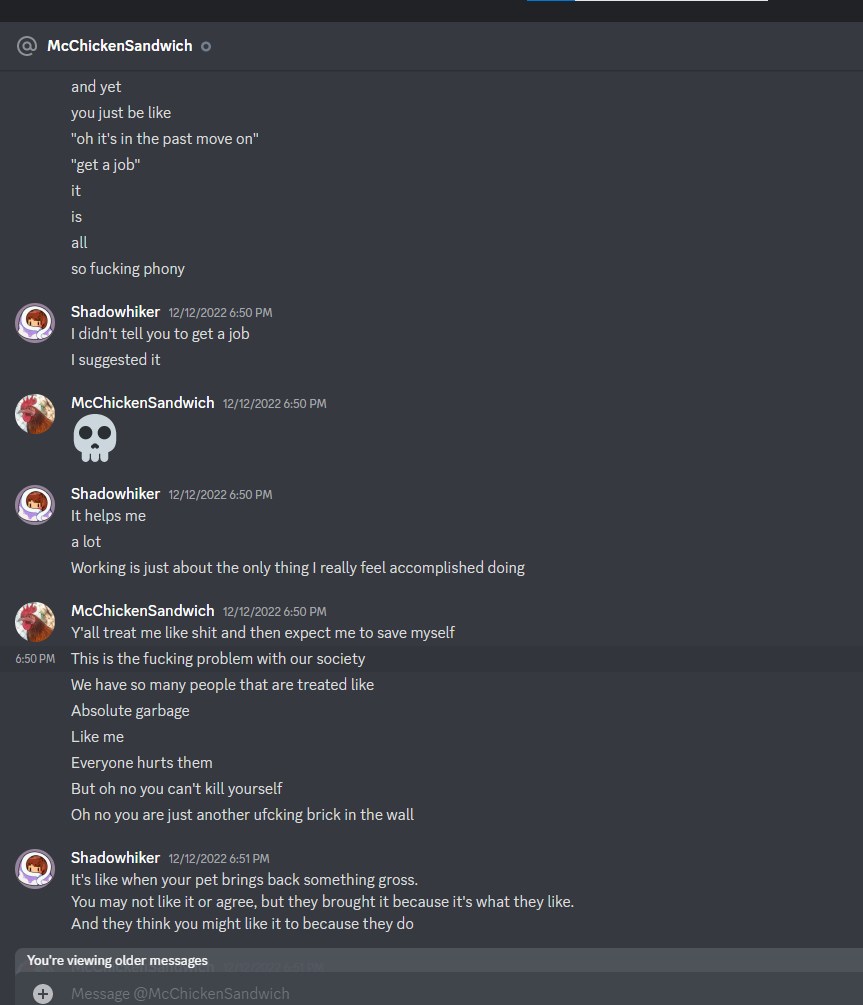 McChickenSandwich
and yet
you just be like
"oh it's in the past move on"
"get a job"
it
is
all
so fucking phony
Shadowhiker 12/12/2022 6:50 PM
I didn't tell you to get a job
I suggested it
McChickenSandwich 12/12/2022 6:50 PM
Shadowhiker 12/12/2022 6:50 PM
It helps me
a lot
Working is just about the only thing I really feel accomplished doing
McChickenSandwich 12/12/2022 6:50 PM
Y'all treat me like shit and then expect me to save myself
6:50 PM This is the fucking problem with our society
We have so many people that are treated like
Absolute garbage
Like me
Everyone hurts them
But oh no you can't kill yourself
Oh no you are just another ufcking brick in the wall
Shadowhiker 12/12/2022 6:51 PM
It's like when your pet brings back something gross.
You may not like it or agree, but they brought it because it's what they like.
And they think you might like it to because they do
You're viewing older messages
Message @McChickenSandwich